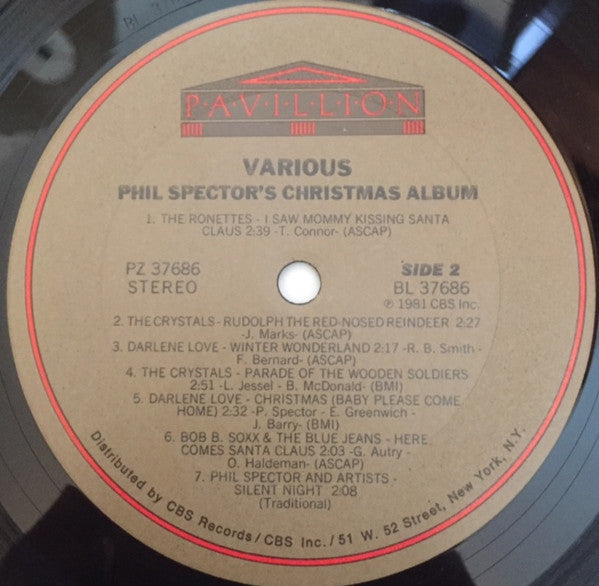 BL 3
P·A·V·I·L·L·I·O·N
VARIOUS
PHIL SPECTOR'S CHRISTMAS ALBUM
1. THE RONETTES - I SAW MOMMY KISSING SANTA
CLAUS 2:39 -T. Connor- (ASCAP)
PZ 37686
STEREO
SIDE 2
BL 37686
℗ 1981 CBS Inc.
2. THE CRYSTALS - RUDOLPH THE RED-NOSED REINDEER 2:27
-J. Marks- (ASCAP)
3. DARLENE LOVE - WINTER WONDERLAND 2:17 -R. B. Smith -
F. Bernard- (ASCAP)
4. THE CRYSTALS - PARADE OF THE WOODEN SOLDIERS
2:51 -L. Jessel - B. McDonald- (BMI)
5. DARLENE LOVE - CHRISTMAS (BABY PLEASE COME
HOME) 2:32 -P. Spector - E. Greenwich -
J. Barry- (BMI)
6. BOB B. SOXX & THE BLUE JEANS - HERE
COMES SANTA CLAUS 2:03 -G. Autry -
O. Haldeman- (ASCAP)
7. PHIL SPECTOR AND ARTISTS -
SILENT NIGHT 2:08
(Traditional)
Distributed by CBS Records / CBS Inc. / 51 W. 52 Street, New York, N.Y.